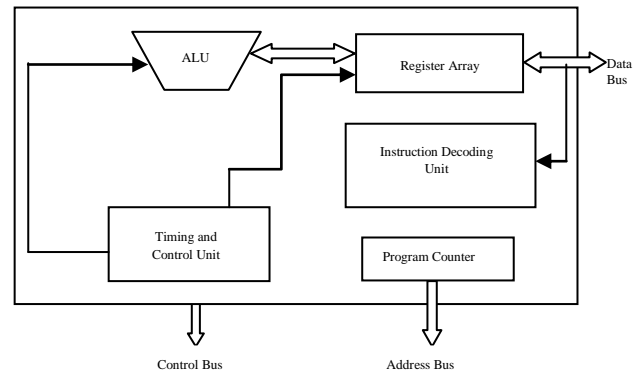 ALU
Register Array
Data
Bus
Instruction Decoding
Unit
Timing and
Control Unit
Program Counter
Control Bus
Address Bus